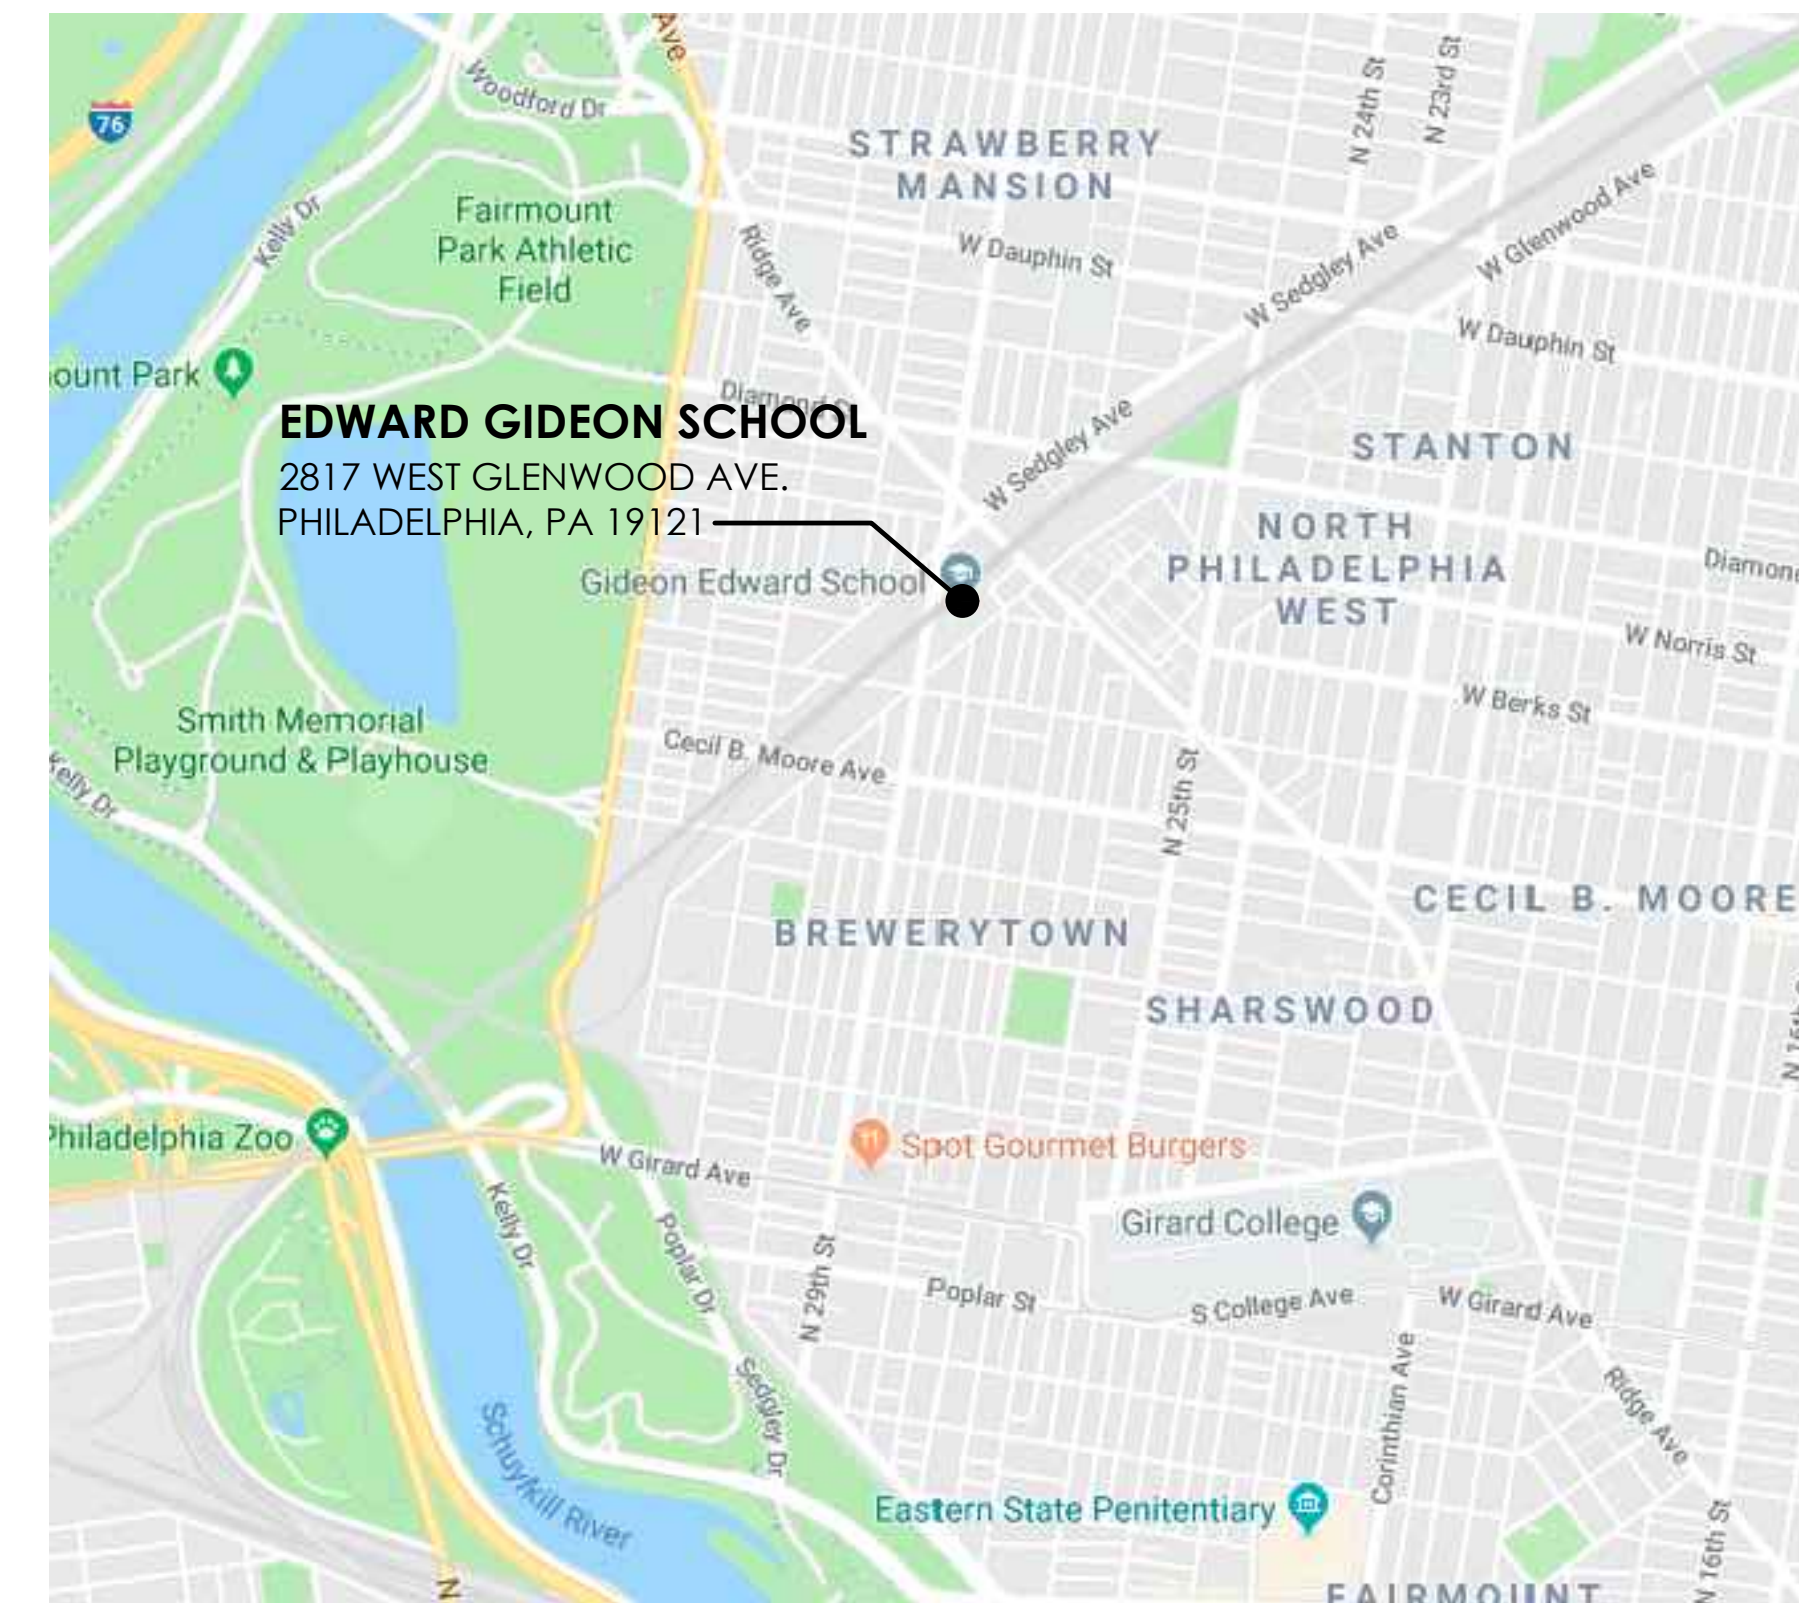 Ave
76
Woodford Dr
N 24th St
N 23rd St
STRAWBERRY
MANSION
Kelly Dr
Fairmount
Park Athletic
Field
Ridge Ave
W Dauphin St
W Sedgley Ave
W Glenwood Ave
W Dauphin St
ount Park
Diamond St
EDWARD GIDEON SCHOOL
2817 WEST GLENWOOD AVE.
PHILADELPHIA, PA 19121
W Sedgley Ave
STANTON
NORTH
PHILADELPHIA
WEST
Diamon
Gideon Edward School
W Norris St
W Berks St
Smith Memorial
Playground & Playhouse
Kelly Dr
Cecil B. Moore Ave
N 25th St
CECIL B. MOORE
BREWERYTOWN
SHARSWOOD
Philadelphia Zoo
W Girard Ave
Spot Gourmet Burgers
Kelly Dr
Poplar Dr
Girard College
N 29th St
Poplar St
S College Ave
W Girard Ave
Corinthian Ave
Ridge Ave
Sedgley Dr
Schuylkill River
Eastern State Penitentiary
N 16th St
N
FAIRMOUNT